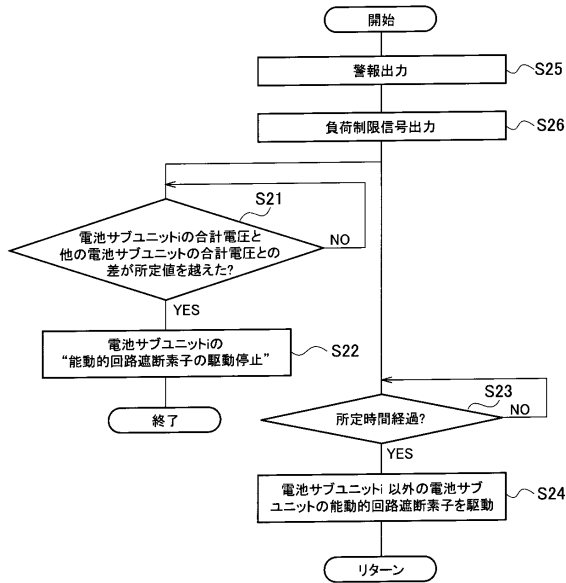 開始
警報出力
S25
負荷制限信号出力
S26
S21
電池サブユニットiの合計電圧と
他の電池サブユニットの合計電圧との
差が所定値を越えた?
NO
YES
電池サブユニットiの
“能動的回路遮断素子の駆動停止”
S22
終了
S23
所定時間経過?
NO
YES
電池サブユニットi 以外の電池サブ
ユニットの能動的回路遮断素子を駆動
S24
リターン